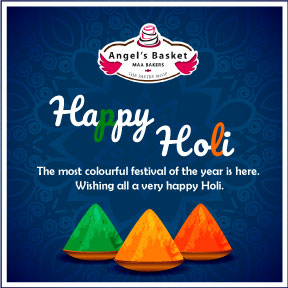 Angel's Basket
MAA BAKERS
THE PASTRY SHOP
Happy
Holi
The most colourful festival of the year is here.
Wishing all a very happy Holi.